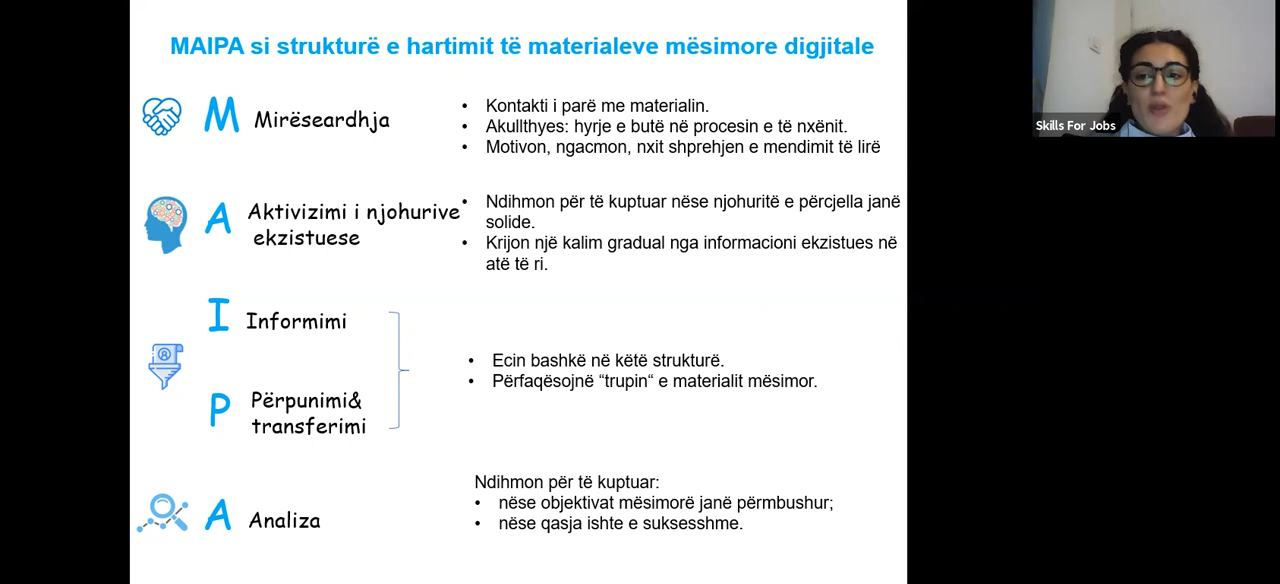 MAIPA si strukturë e hartimit të materialeve mësimore digjitale
M Mirëseardhja
• Kontakti i parë me materialin.
• Akullthyes: hyrje e butë në procesin e të nxënit.
• Motivon, ngacmon, nxit shprehjen e mendimit të lirë
A Aktivizimi i njohurive
ekzistuese
• Ndihmon për të kuptuar nëse njohuritë e përcjella janë
solide.
• Krijon një kalim gradual nga informacioni ekzistues në
atë të ri.
I Informimi
P Përpunimi&
transferimi
• Ecin bashkë në këtë strukturë.
• Përfaqësojnë “trupin“ e materialit mësimor.
A Analiza
Ndihmon për të kuptuar:
• nëse objektivat mësimorë janë përmbushur;
• nëse qasja ishte e suksesshme.
Skills For Jobs